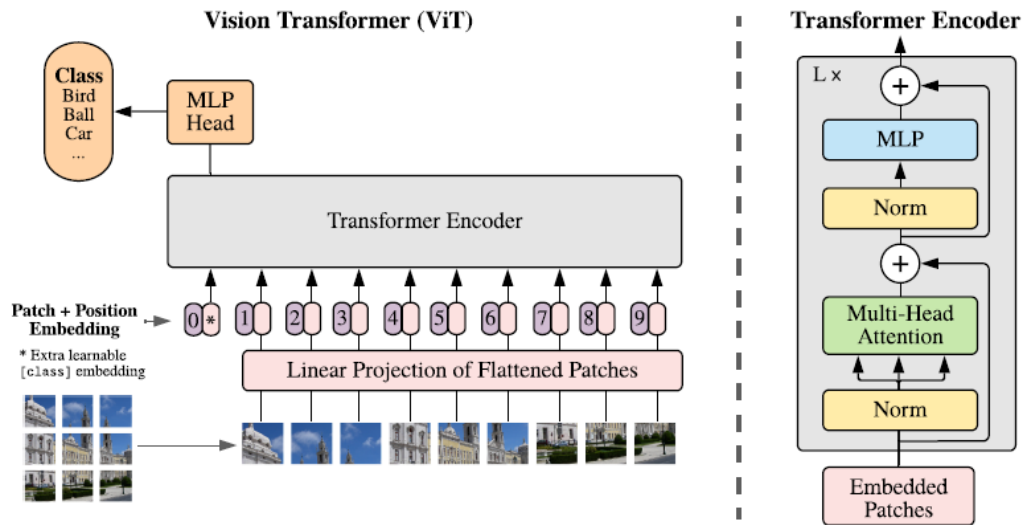 Vision Transformer (ViT)
Class
Bird
Ball
Car
...
MLP
Head
Transformer Encoder
Patch + Position
Embedding
0 * 1 2 3 4 5 6 7 8 9
* Extra learnable
[class] embedding
Linear Projection of Flattened Patches
Transformer Encoder
L ×
+
MLP
Norm
+
Multi-Head
Attention
Norm
Embedded
Patches